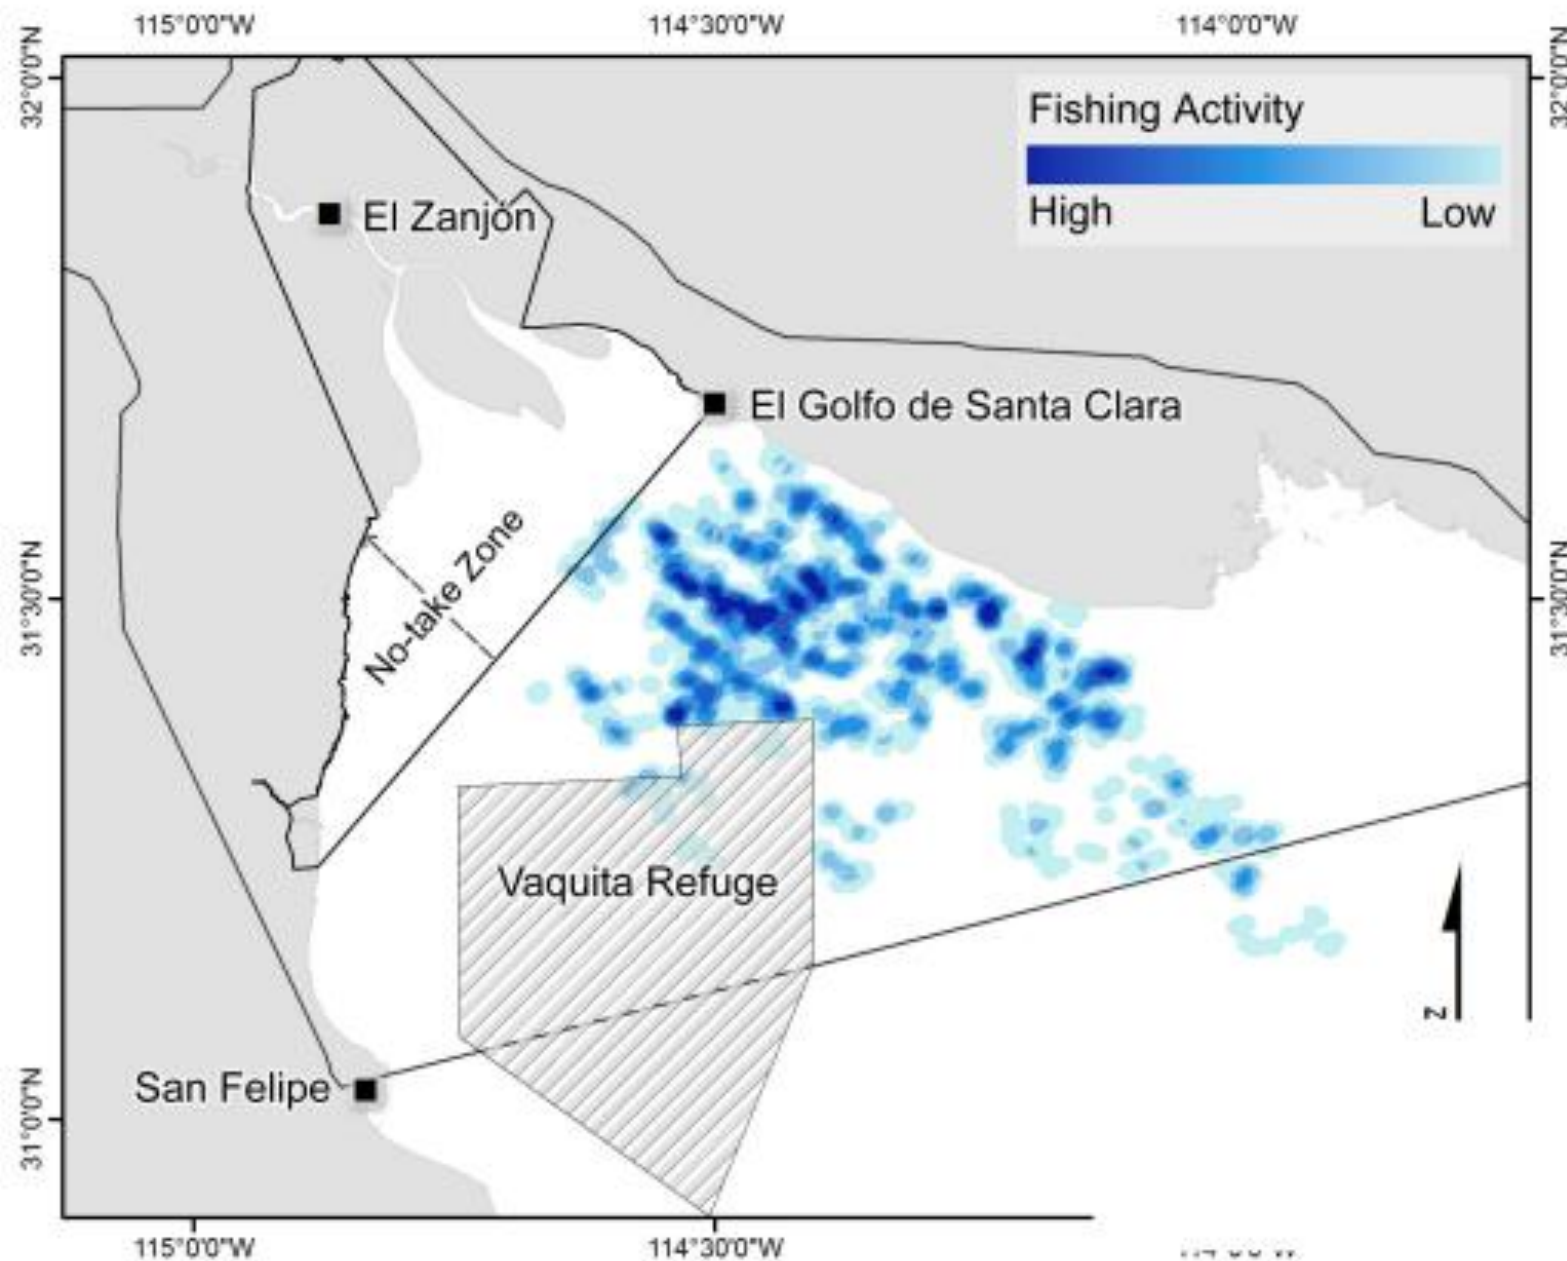 115°0'0"W
114°30'0"W
114°0'0"W
32°0'0"N
32°0'0"N
Fishing Activity
High
Low
El Zanjón
El Golfo de Santa Clara
No-take Zone
31°30'0"N
31°30'0"N
Vaquita Refuge
San Felipe
31°0'0"N
N
115°0'0"W
114°30'0"W